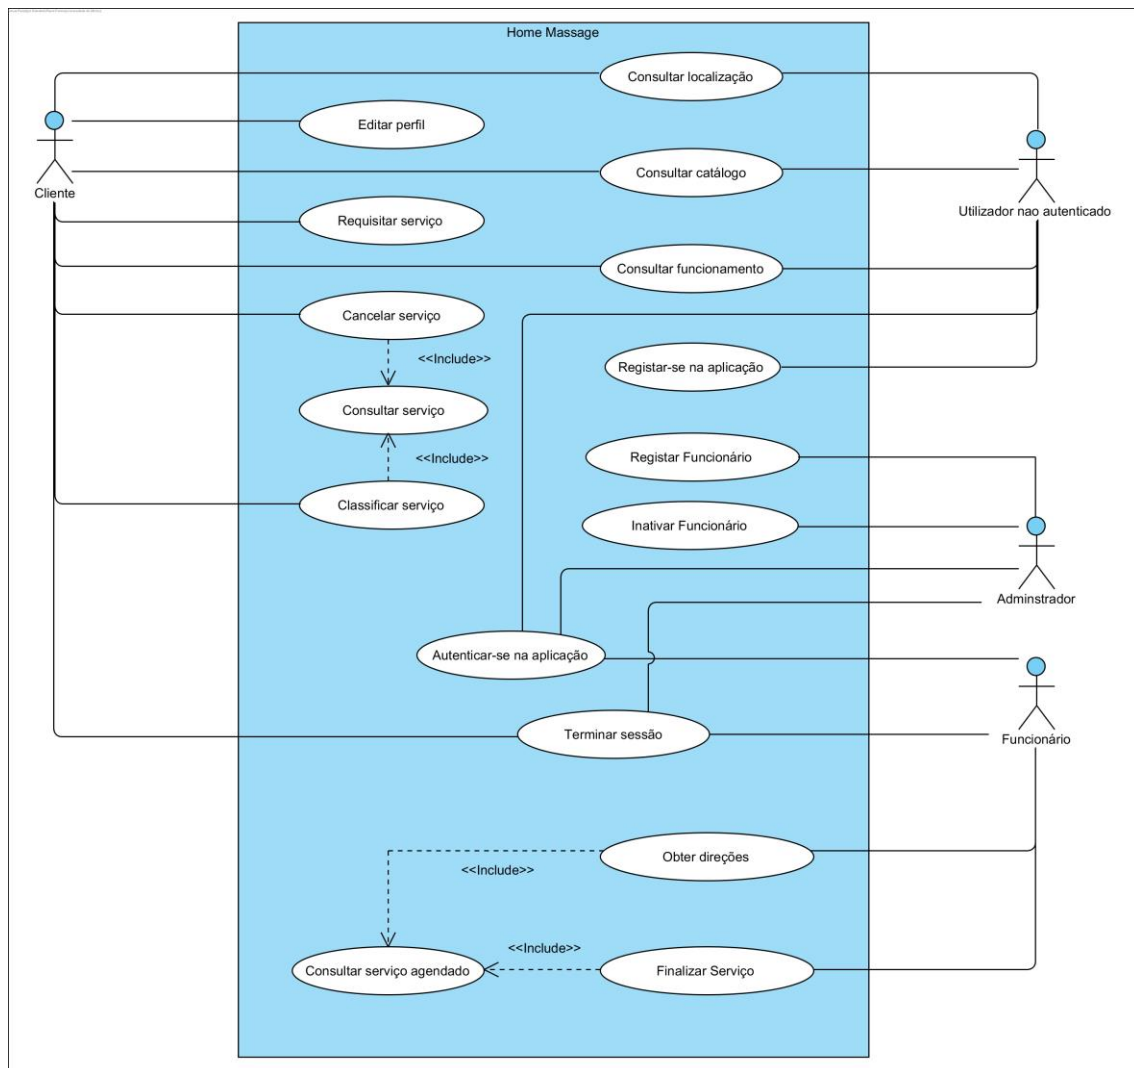 Home Massage
Consultar localização
Editar perfil
Cliente
Consultar catálogo
Utilizador nao autenticado
Requisitar serviço
Consultar funcionamento
Cancelar serviço
<<Include>>
Registar-se na aplicação
Consultar serviço
<<Include>>
Registar Funcionário
Classificar serviço
Inativar Funcionário
Adminstrador
Autenticar-se na aplicação
Terminar sessão
Funcionário
Obter direções
<<Include>>
<<Include>>
Consultar serviço agendado
Finalizar Serviço